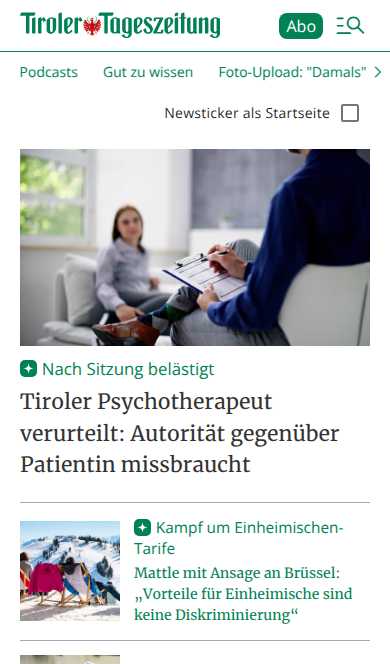 Tiroler Tageszeitung
Abo
Podcasts
Gut zu wissen
Foto-Upload: "Damals"
Newsticker als Startseite
Nach Sitzung belästigt
Tiroler Psychotherapeut
verurteilt: Autorität gegenüber
Patientin missbraucht
Kampf um Einheimischen-
Tarife
Mattle mit Ansage an Brüssel:
„Vorteile für Einheimische sind
keine Diskriminierung“